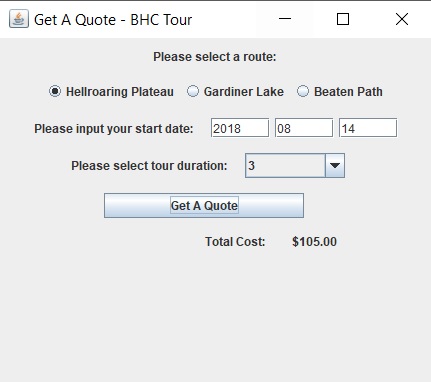 Get A Quote - BHC Tour
Please select a route:
Hellroaring Plateau Gardiner Lake Beaten Path
Please input your start date: 2018 08 14
Please select tour duration: 3
Get A Quote
Total Cost: $105.00